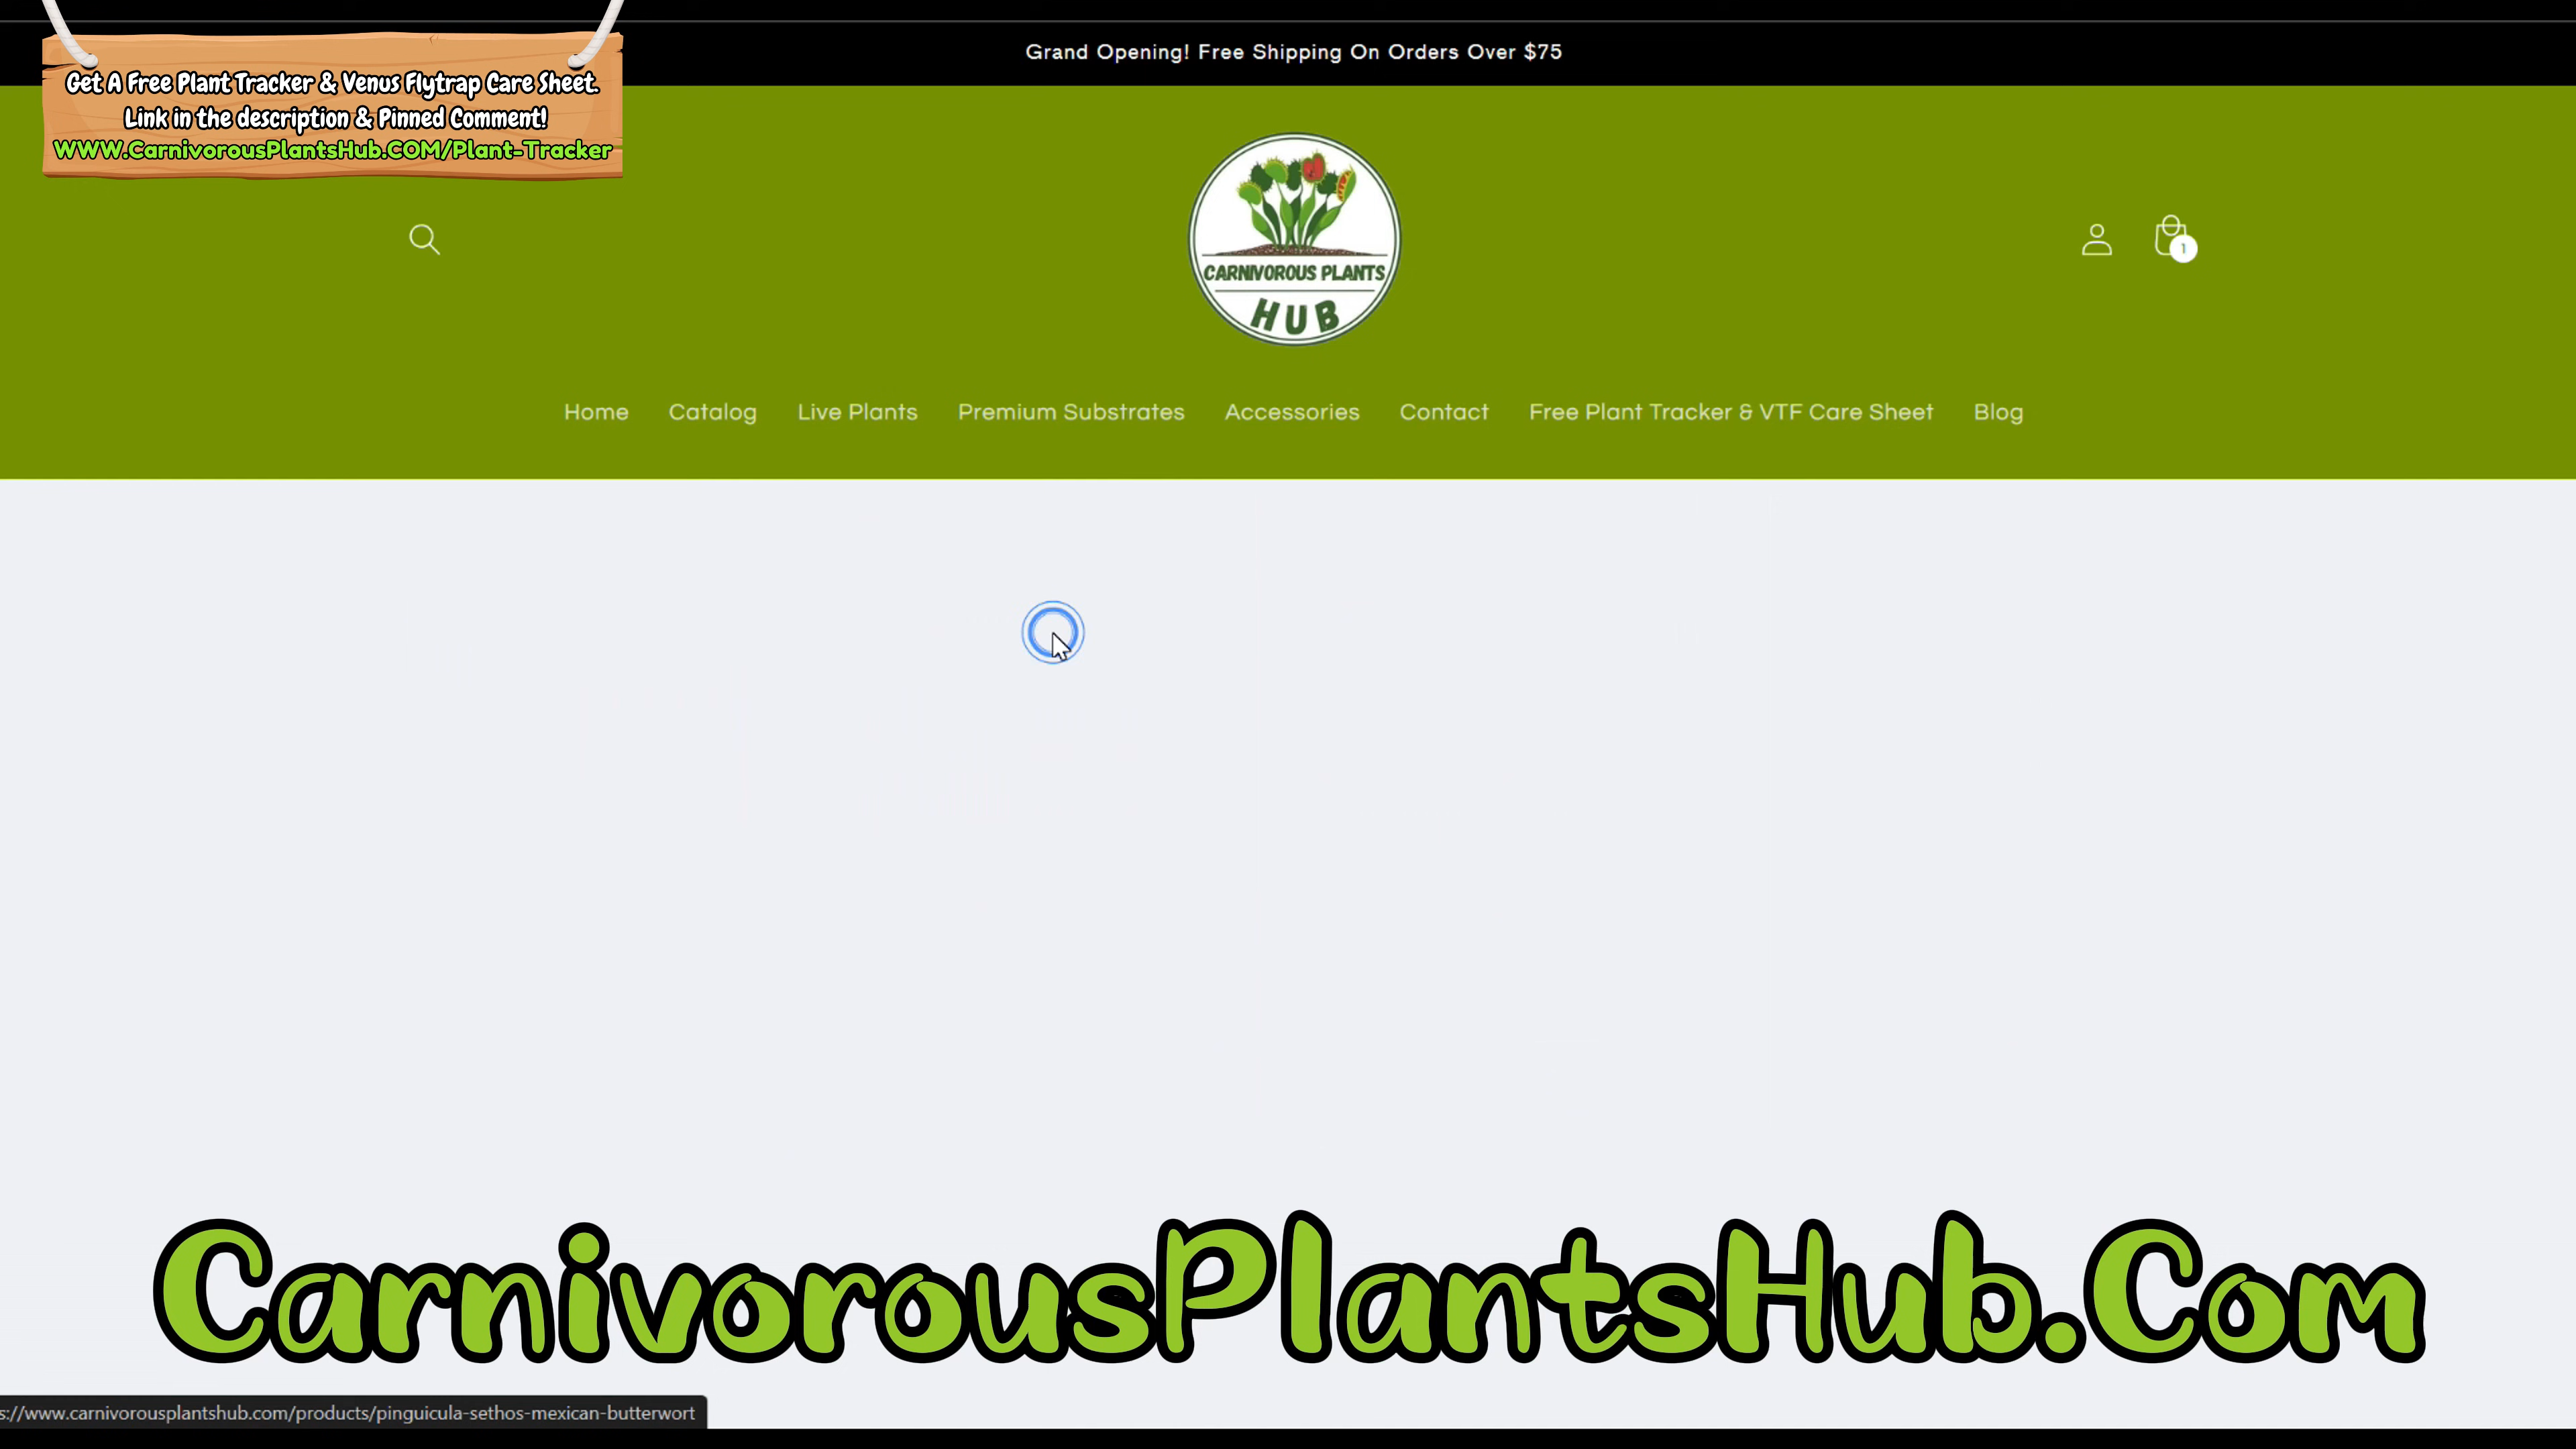 Grand Opening! Free Shipping On Orders Over $75
Get A Free Plant Tracker & Venus Flytrap Care Sheet.
Link in the description & Pinned Comment!
WWW.CarnivorousPlantsHub.COM/Plant-Tracker
CARNIVOROUS PLANTS
HUB
1
Home Catalog Live Plants Premium Substrates Accessories Contact Free Plant Tracker & VTF Care Sheet Blog
CarnivorousPlantsHub.Com
s://www.carnivorousplantshub.com/products/pinguicula-sethos-mexican-butterwort